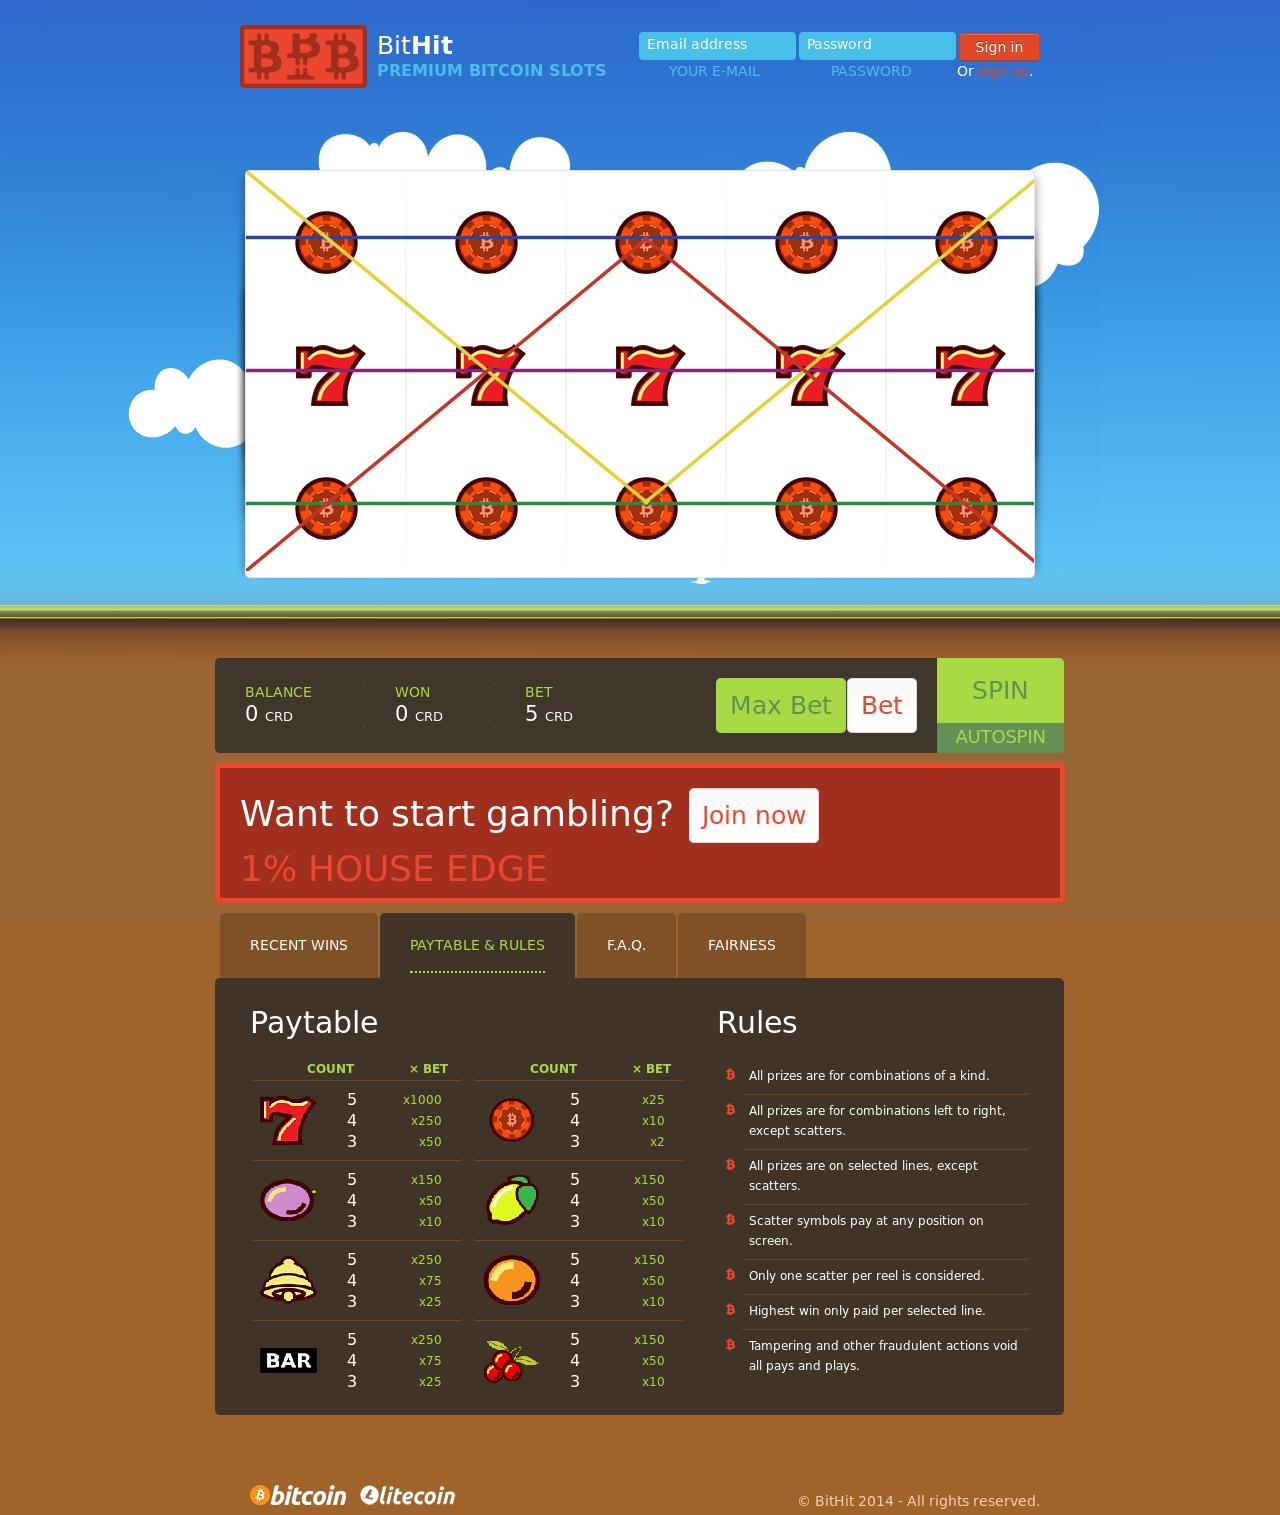 BitHit
PREMIUM BITCOIN SLOTS
Email address Password Sign in
YOUR E-MAIL PASSWORD Or sign up.
BALANCE WON BET
0 CRD 0 CRD 5 CRD
Max Bet Bet SPIN
AUTOSPIN
Want to start gambling? Join now
1% HOUSE EDGE
RECENT WINS PAYTABLE & RULES F.A.Q. FAIRNESS
Paytable
COUNT × BET COUNT × BET
5 x1000 5 x25
4 x250 4 x10
3 x50 3 x2
5 x150 5 x150
4 x50 4 x50
3 x10 3 x10
5 x250 5 x150
4 x75 4 x50
3 x25 3 x10
BAR
5 x250 5 x150
4 x75 4 x50
3 x25 3 x10
Rules
All prizes are for combinations of a kind.
All prizes are for combinations left to right,
except scatters.
All prizes are on selected lines, except
scatters.
Scatter symbols pay at any position on
screen.
Only one scatter per reel is considered.
Highest win only paid per selected line.
Tampering and other fraudulent actions void
all pays and plays.
bitcoin litecoin
© BitHit 2014 - All rights reserved.